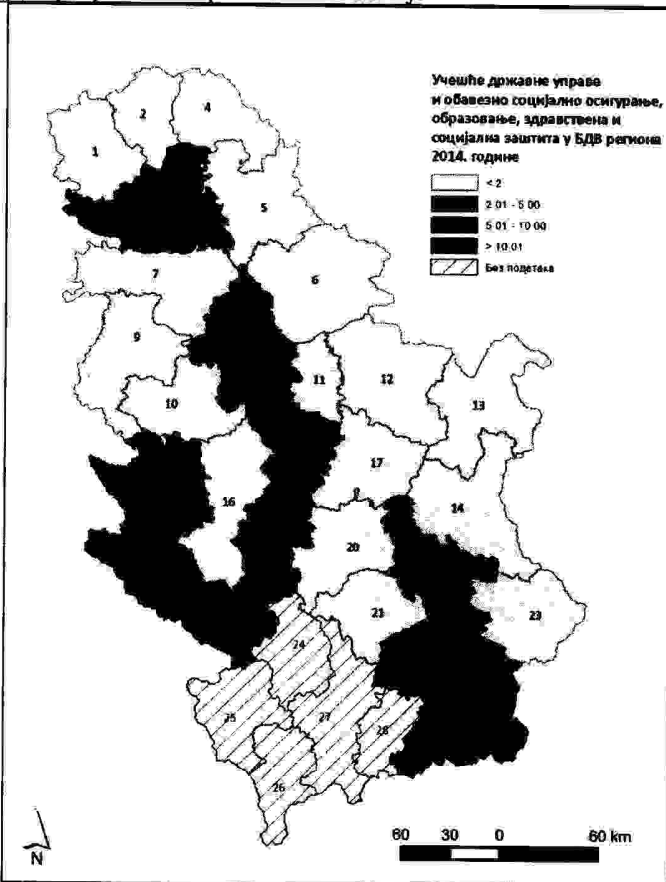 Учешће државне управе
и обавезно социјално осигурање,
образовање, здравствена и
социјална заштита у БДВ региона
2014. године
< 2
2.01 - 5.00
5.01 - 10.00
> 10.01
Без података
1
2
4
5
7
6
9
10
11
12
13
16
17
14
20
21
23
24
25
27
28
26
60 30 0 60 km
N